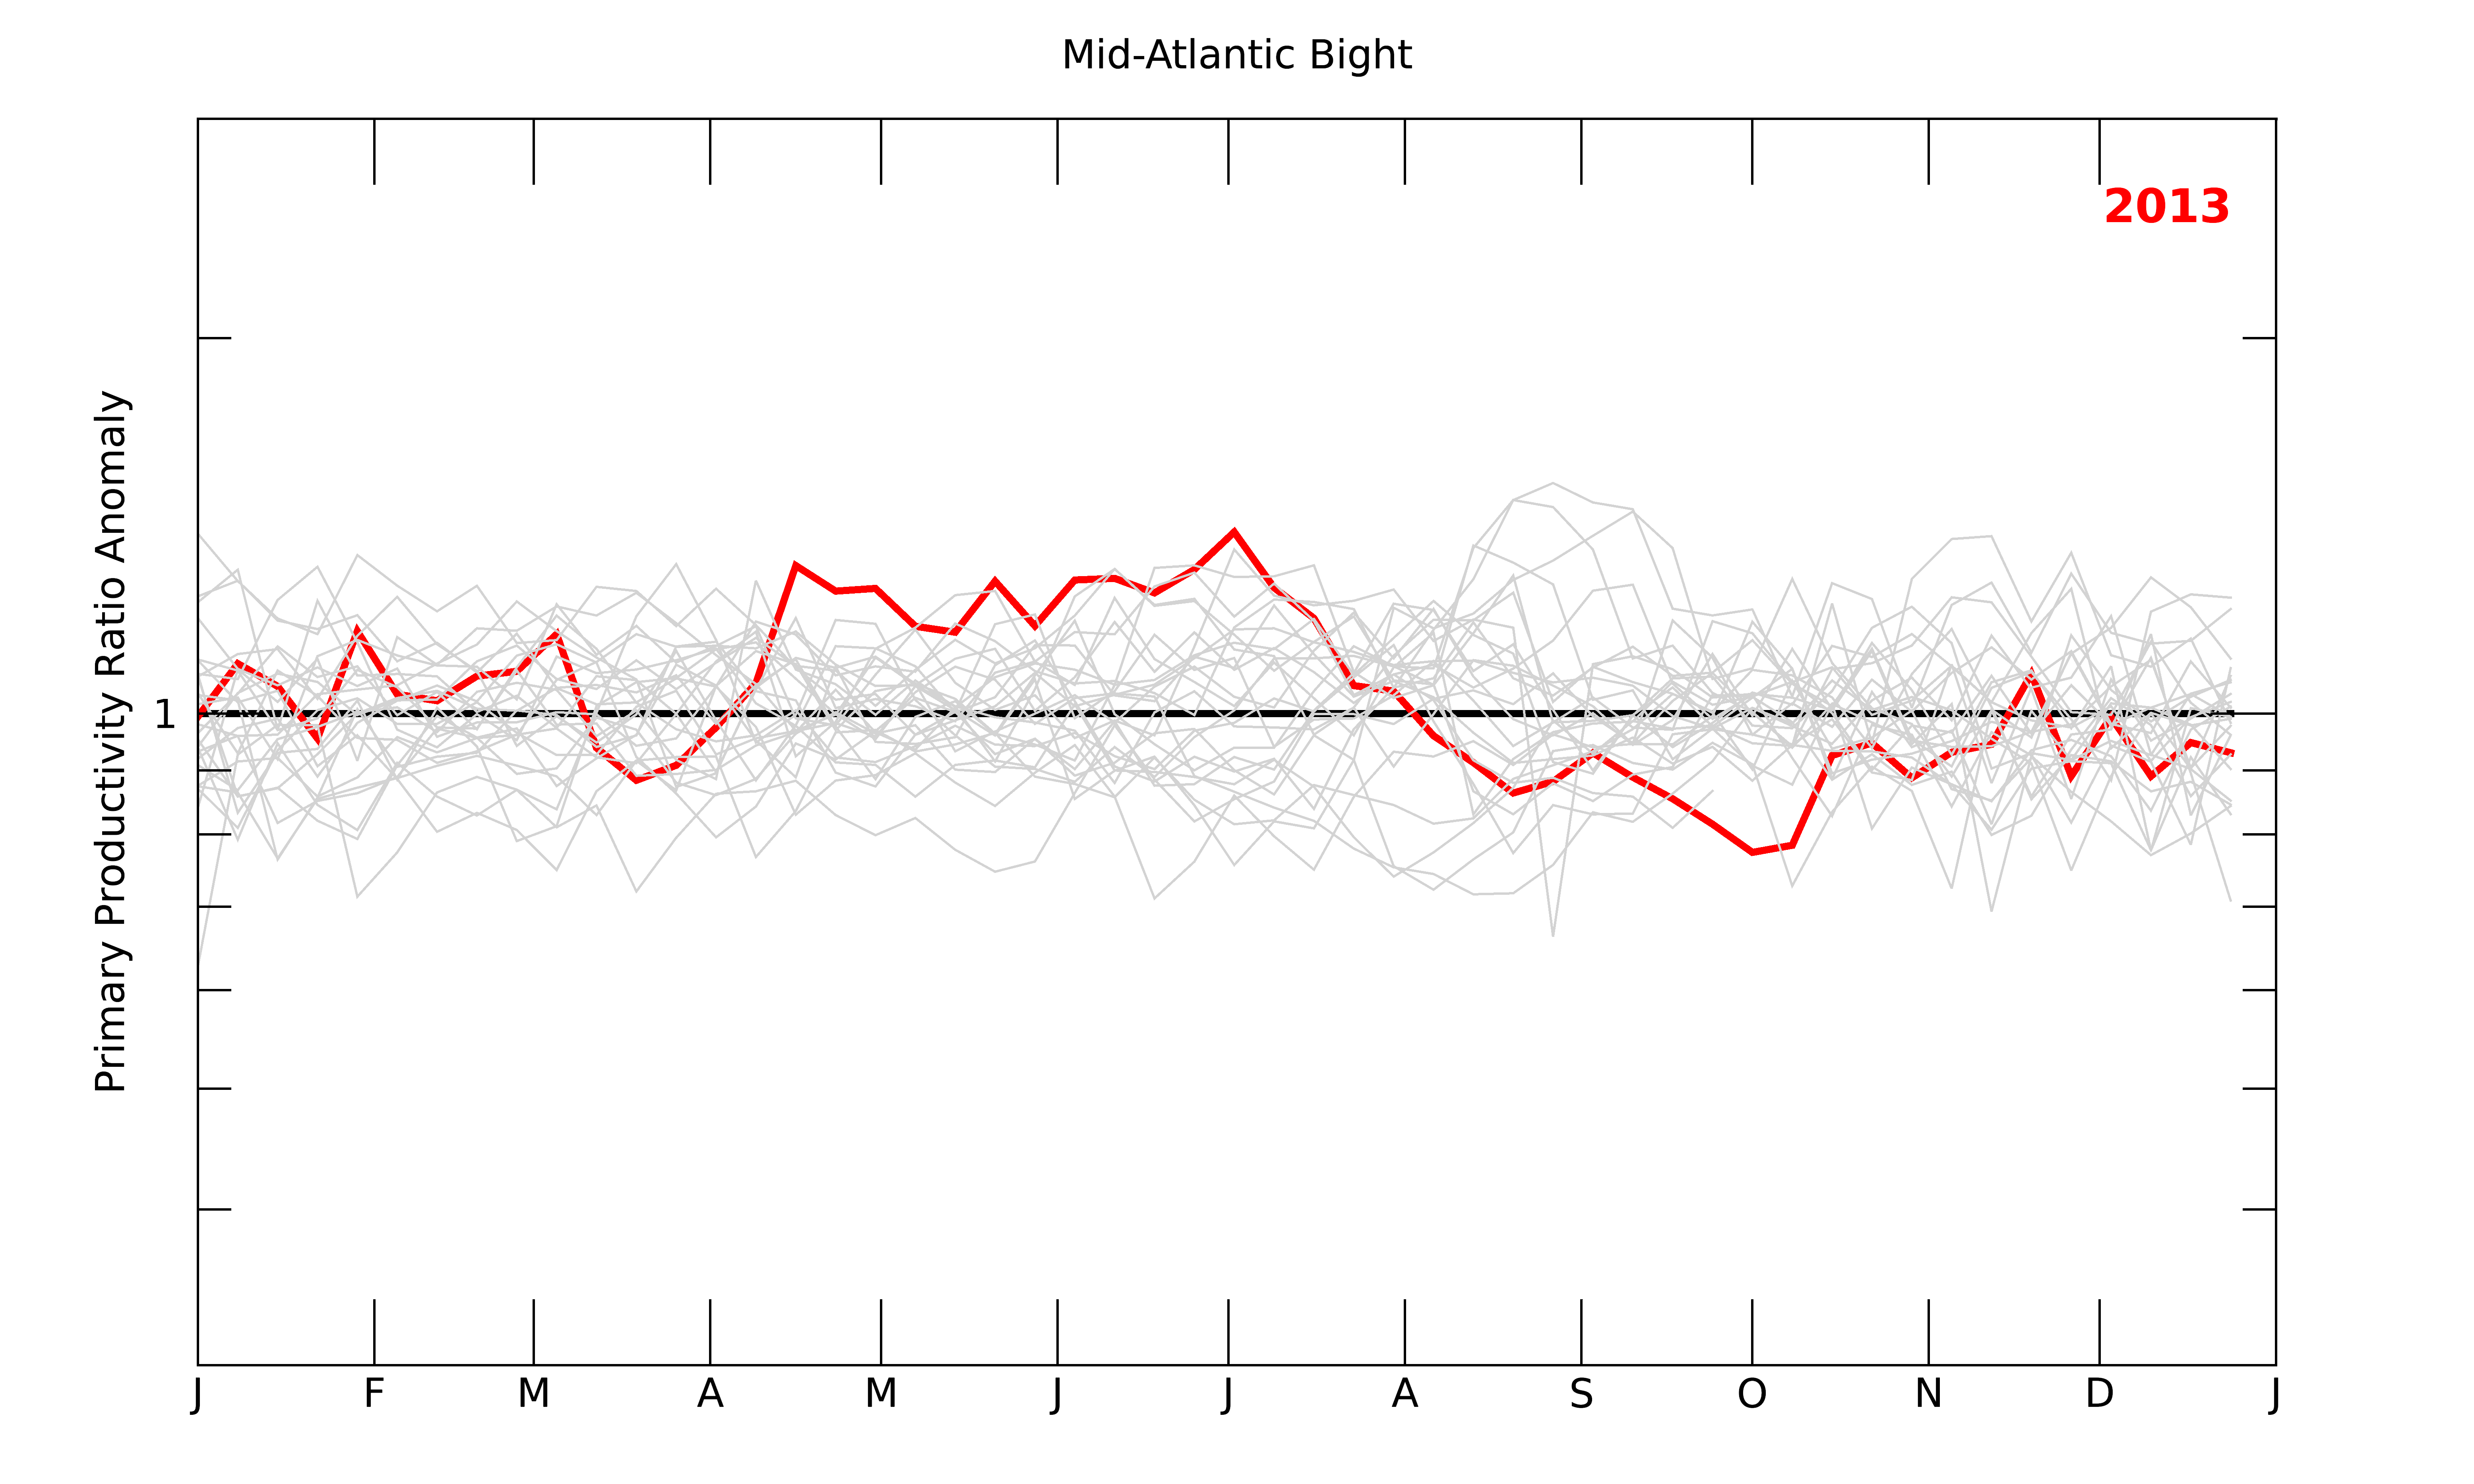 Mid-Atlantic Bight
2013
Primary Productivity Ratio Anomaly
1
J F M A M J J A S O N D J